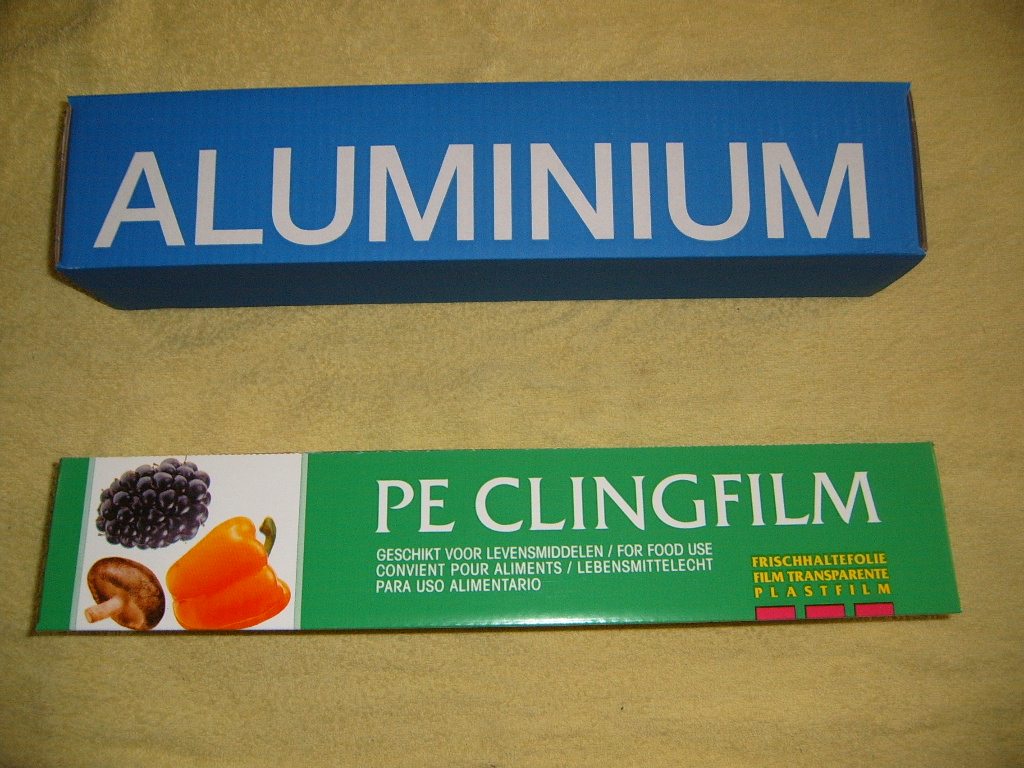 ALUMINIUM
PE CLINGFILM
GESCHIKT VOOR LEVENSMIDDELEN / FOR FOOD USE
CONVIENT POUR ALIMENTS / LEBENSMITTELECHT
PARA USO ALIMENTARIO
FRISCHHALTEFOLIE
FILM TRANSPARENTE
PLASTFILM